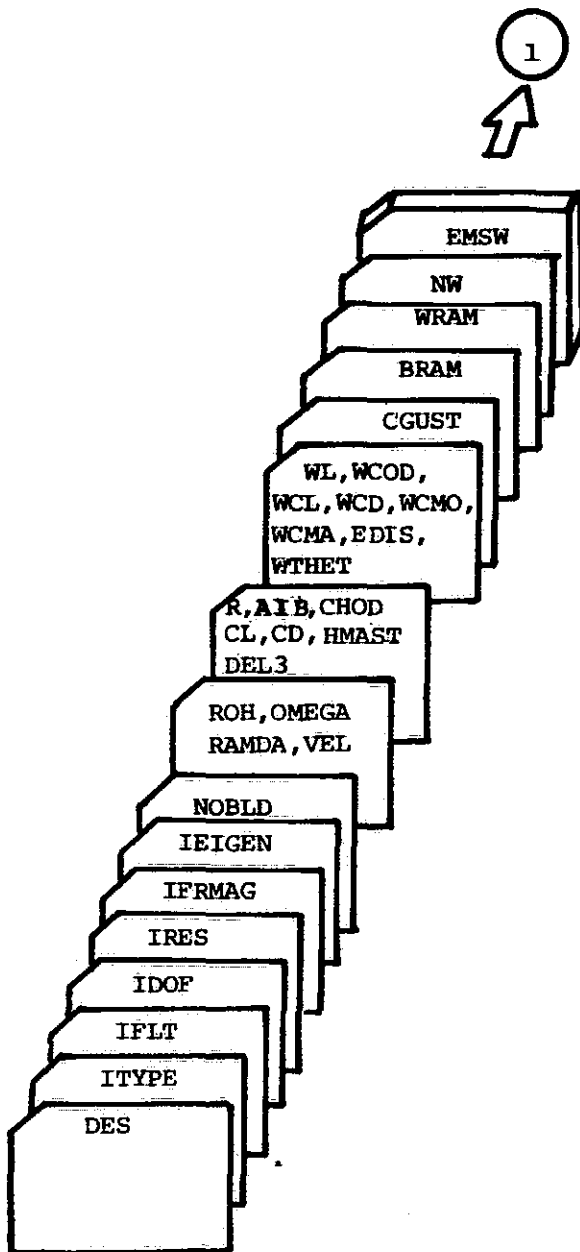 1
EMSW
NW
WRAM
BRAM
CGUST
WL,WCOD,
WCL,WCD,WCMO,
WCMA,EDIS,
WTHET
R,AIB,CHOD
CL,CD,HMAST
DEL3
ROH,OMEGA
RAMDA,VEL
NOBLD
IEIGEN
IFRMAG
IRES
IDOF
IFLT
ITYPE
DES